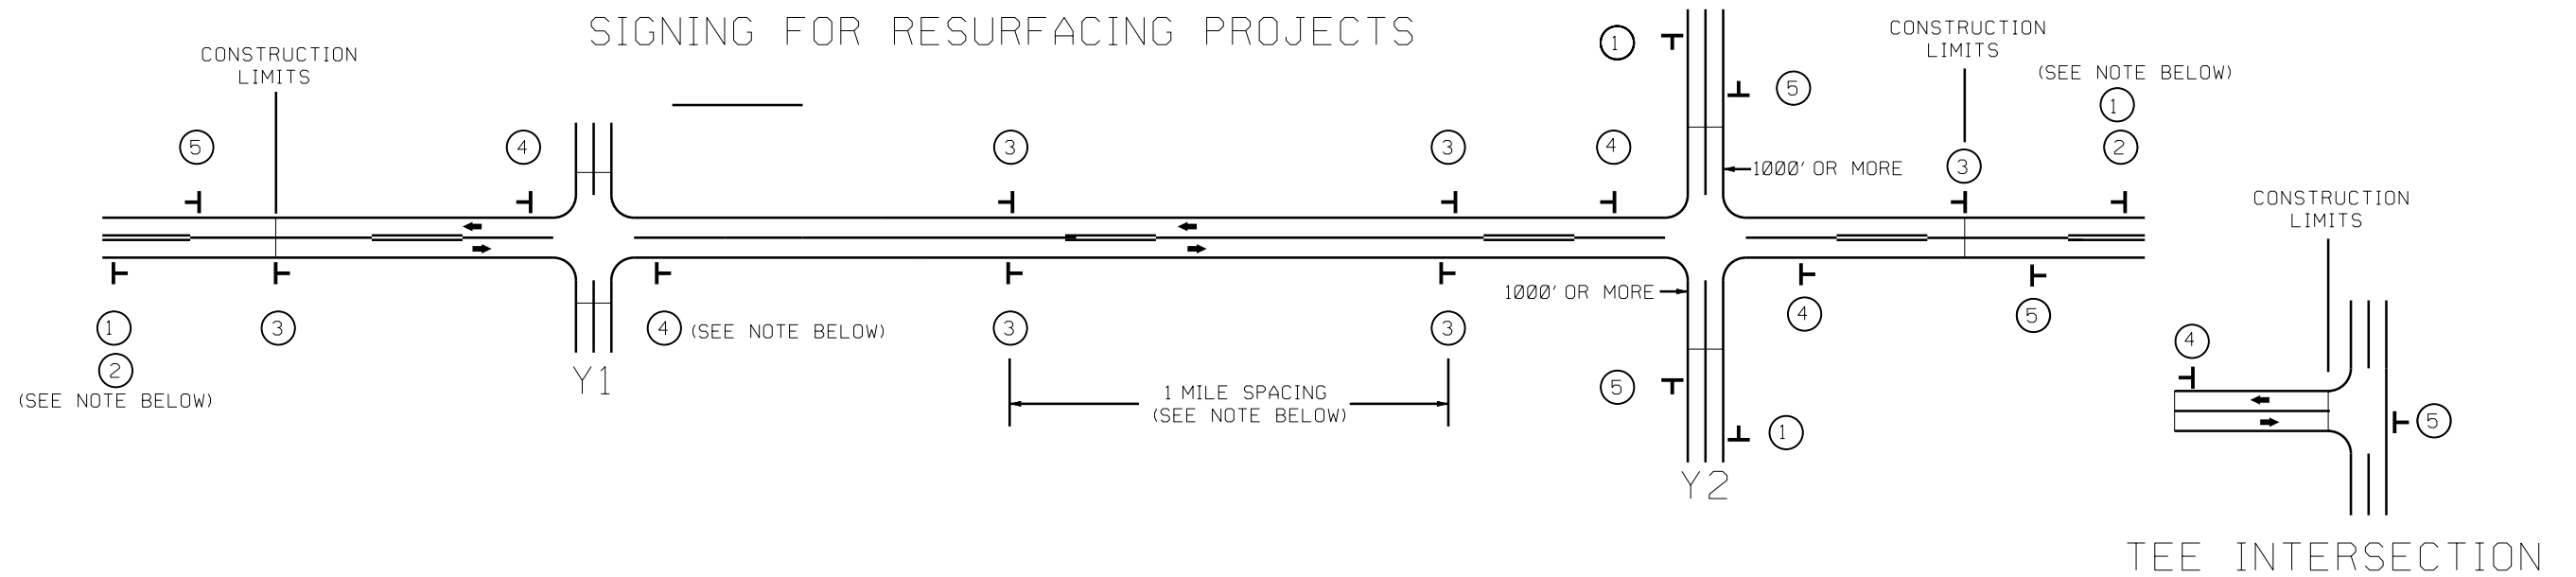 SIGNING FOR RESURFACING PROJECTS
CONSTRUCTION
LIMITS
5
4
3
3
4
1
5
1000' OR MORE
CONSTRUCTION
LIMITS
3
(SEE NOTE BELOW)
1
2
1
2
(SEE NOTE BELOW)
3
Y1
4 (SEE NOTE BELOW)
3
3
1 MILE SPACING
(SEE NOTE BELOW)
1000' OR MORE
5
1
Y2
4
5
CONSTRUCTION
LIMITS
4
5
TEE INTERSECTION